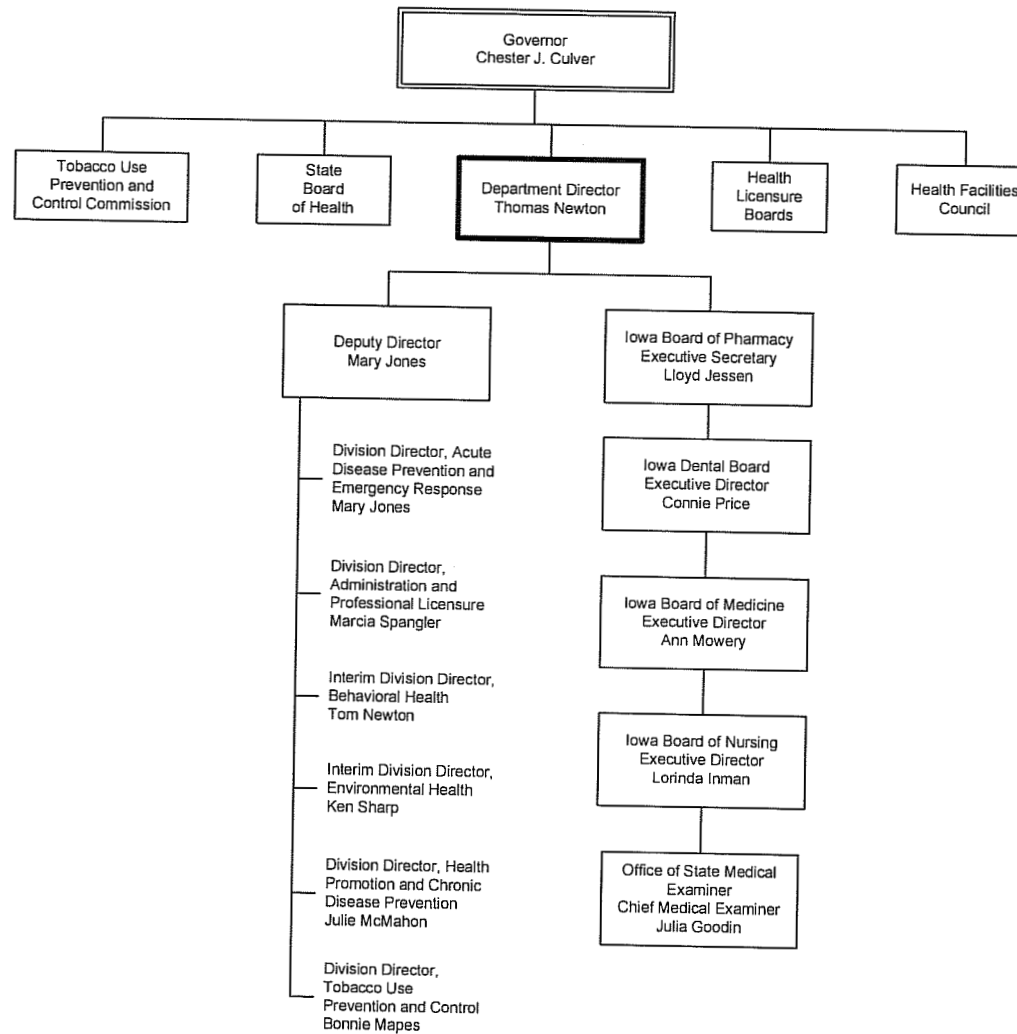 Governor
Chester J. Culver
Tobacco Use
Prevention and
Control Commission
State
Board
of Health
Department Director
Thomas Newton
Health
Licensure
Boards
Health Facilities
Council
Deputy Director
Mary Jones
Division Director, Acute
Disease Prevention and
Emergency Response
Mary Jones
Division Director,
Administration and
Professional Licensure
Marcia Spangler
Interim Division Director,
Behavioral Health
Tom Newton
Interim Division Director,
Environmental Health
Ken Sharp
Division Director, Health
Promotion and Chronic
Disease Prevention
Julie McMahon
Division Director,
Tobacco Use
Prevention and Control
Bonnie Mapes
Iowa Board of Pharmacy
Executive Secretary
Lloyd Jessen
Iowa Dental Board
Executive Director
Connie Price
Iowa Board of Medicine
Executive Director
Ann Mowery
Iowa Board of Nursing
Executive Director
Lorinda Inman
Office of State Medical
Examiner
Chief Medical Examiner
Julia Goodin